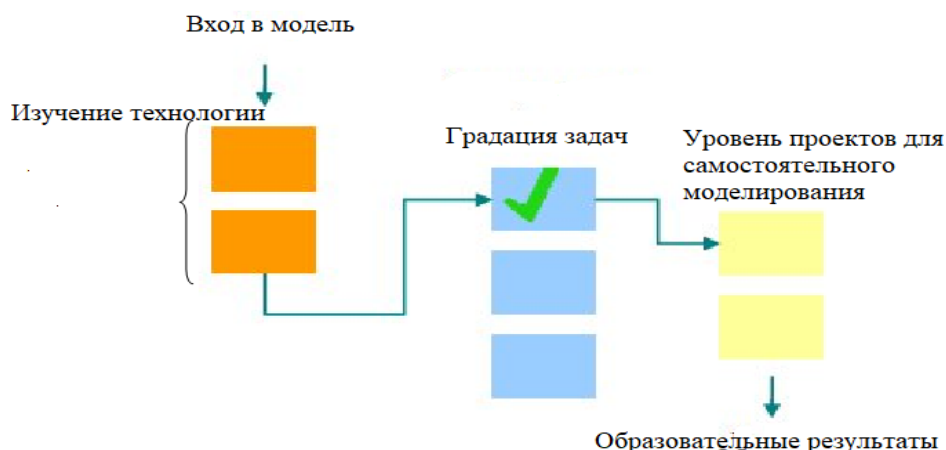 Вход в модель
Изучение технологии
Градация задач
Уровень проектов для
самостоятельного
моделирования
Образовательные результаты